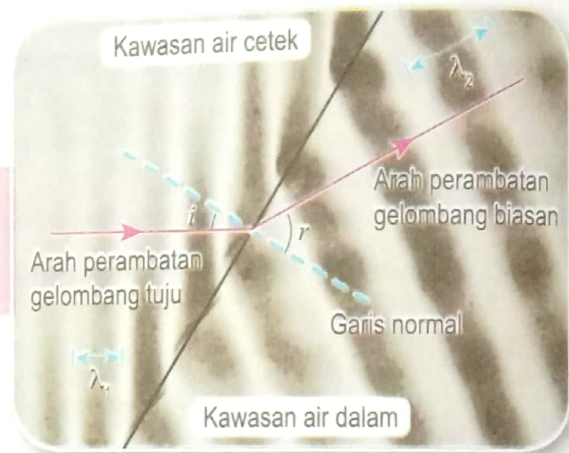 Kawasan air cetek
λ₂
Arah perambatan
gelombang biasan
i
r
Arah perambatan
gelombang tuju
Garis normal
λ₁
Kawasan air dalam